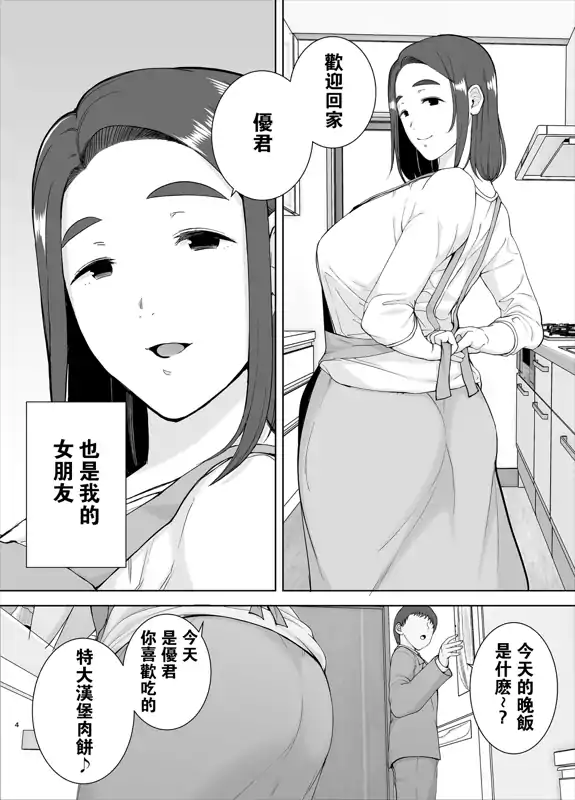 歡迎回家
優君
也是我的
女朋友
今天的晚飯
是什麽~?
今天
是優君
你喜歡吃的
特大漢堡肉餅♪
4